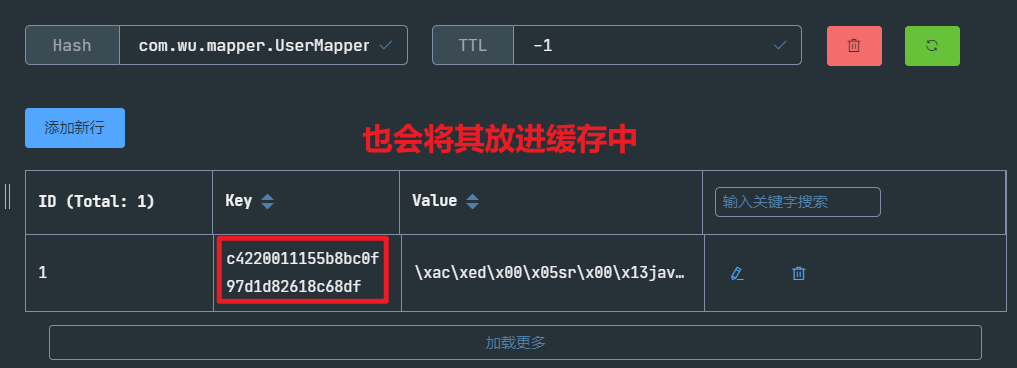 Hash com.wu.mapper.UserMapper TTL -1
添加新行
也会将其放进缓存中
ID (Total: 1) Key Value 输入关键字搜索
1 c4220011155b8bc0f \xac\xed\x00\x05sr\x00\x13jav…
97d1d82618c68df
加载更多